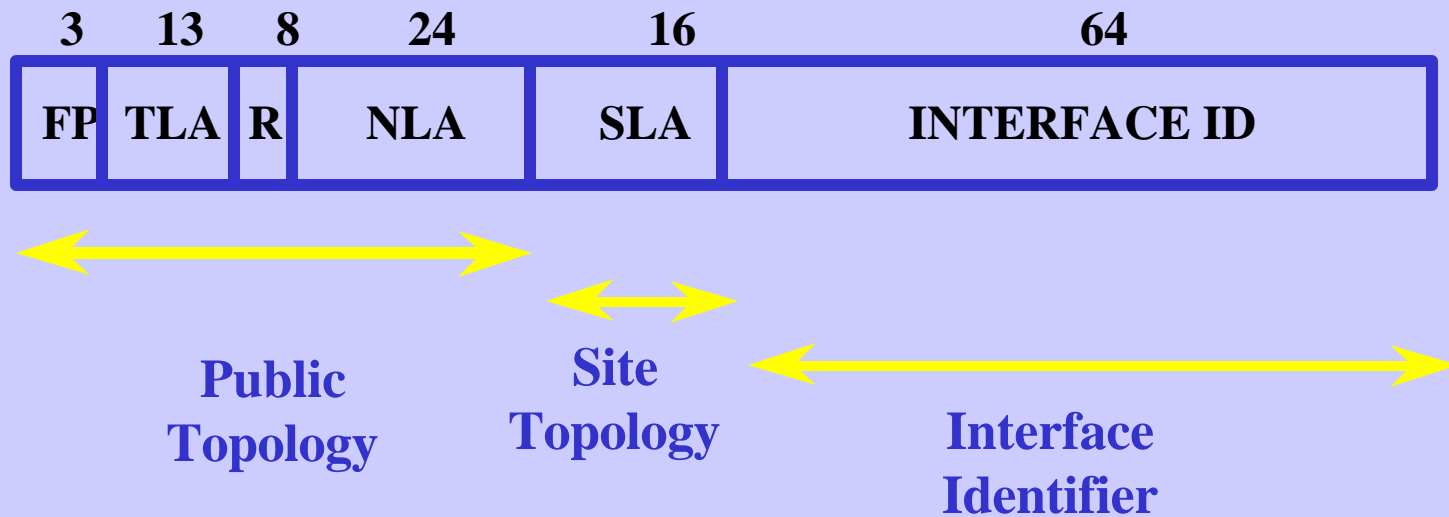 3 13 8 24 16 64
FP TLA R NLA SLA INTERFACE ID
Public
Topology
Site
Topology
Interface
Identifier